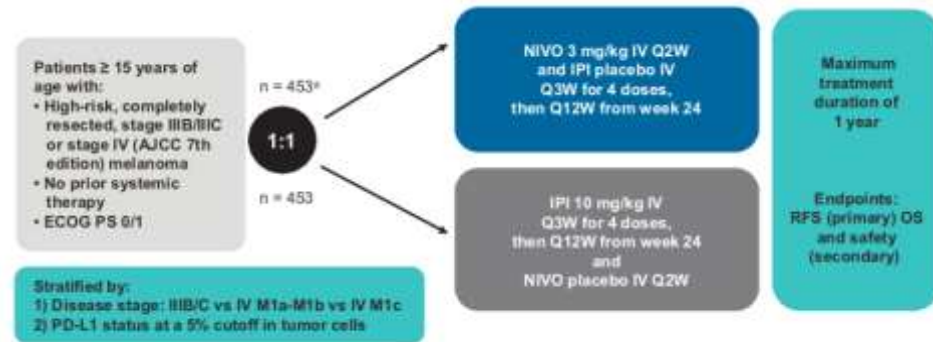 Patients ≥ 15 years of
age with:
• High-risk, completely
resected, stage IIIB/IIIC
or stage IV (AJCC 7th
edition) melanoma
• No prior systemic
therapy
• ECOG PS 0/1
Stratified by:
1) Disease stage: IIIB/C vs IV M1a-M1b vs IV M1c
2) PD-L1 status at a 5% cutoff in tumor cells
n = 453ᵃ
1:1
n = 453
NIVO 3 mg/kg IV Q2W
and IPI placebo IV
Q3W for 4 doses,
then Q12W from week 24
IPI 10 mg/kg IV
Q3W for 4 doses,
then Q12W from week 24
and
NIVO placebo IV Q2W
Maximum
treatment
duration of
1 year
Endpoints:
RFS (primary) OS
and safety
(secondary)